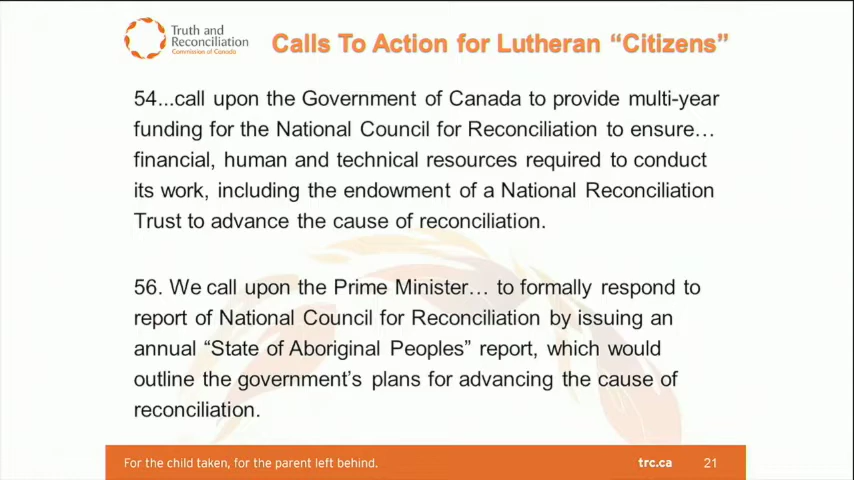 Truth and
Reconciliation
Commission of Canada
Calls To Action for Lutheran “Citizens”
54...call upon the Government of Canada to provide multi-year
funding for the National Council for Reconciliation to ensure…
financial, human and technical resources required to conduct
its work, including the endowment of a National Reconciliation
Trust to advance the cause of reconciliation.
56. We call upon the Prime Minister… to formally respond to
report of National Council for Reconciliation by issuing an
annual “State of Aboriginal Peoples” report, which would
outline the government’s plans for advancing the cause of
reconciliation.
For the child taken, for the parent left behind.
trc.ca 21